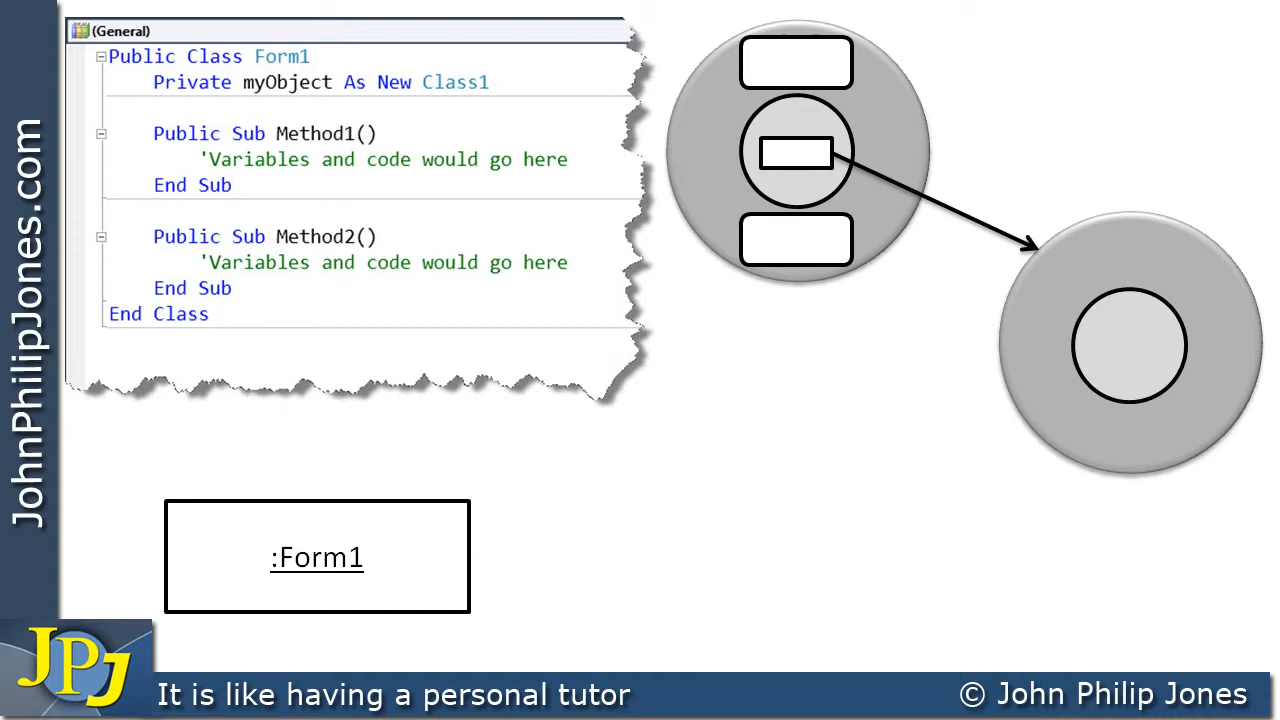 (General)
Public Class Form1
Private myObject As New Class1
Public Sub Method1()
'Variables and code would go here
End Sub
Public Sub Method2()
'Variables and code would go here
End Sub
End Class
:Form1
JohnPhilipJones.com
JPJ
It is like having a personal tutor
© John Philip Jones